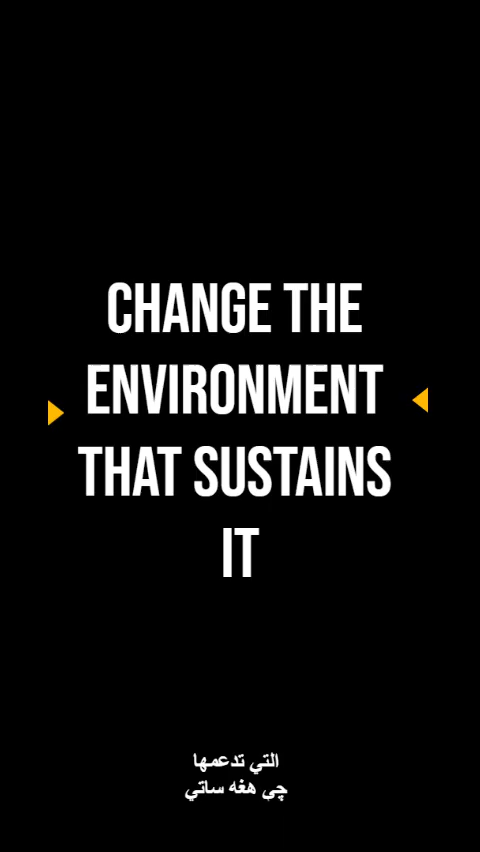 CHANGE THE
ENVIRONMENT
THAT SUSTAINS
IT
التي تدعمها
چې هغه ساتي